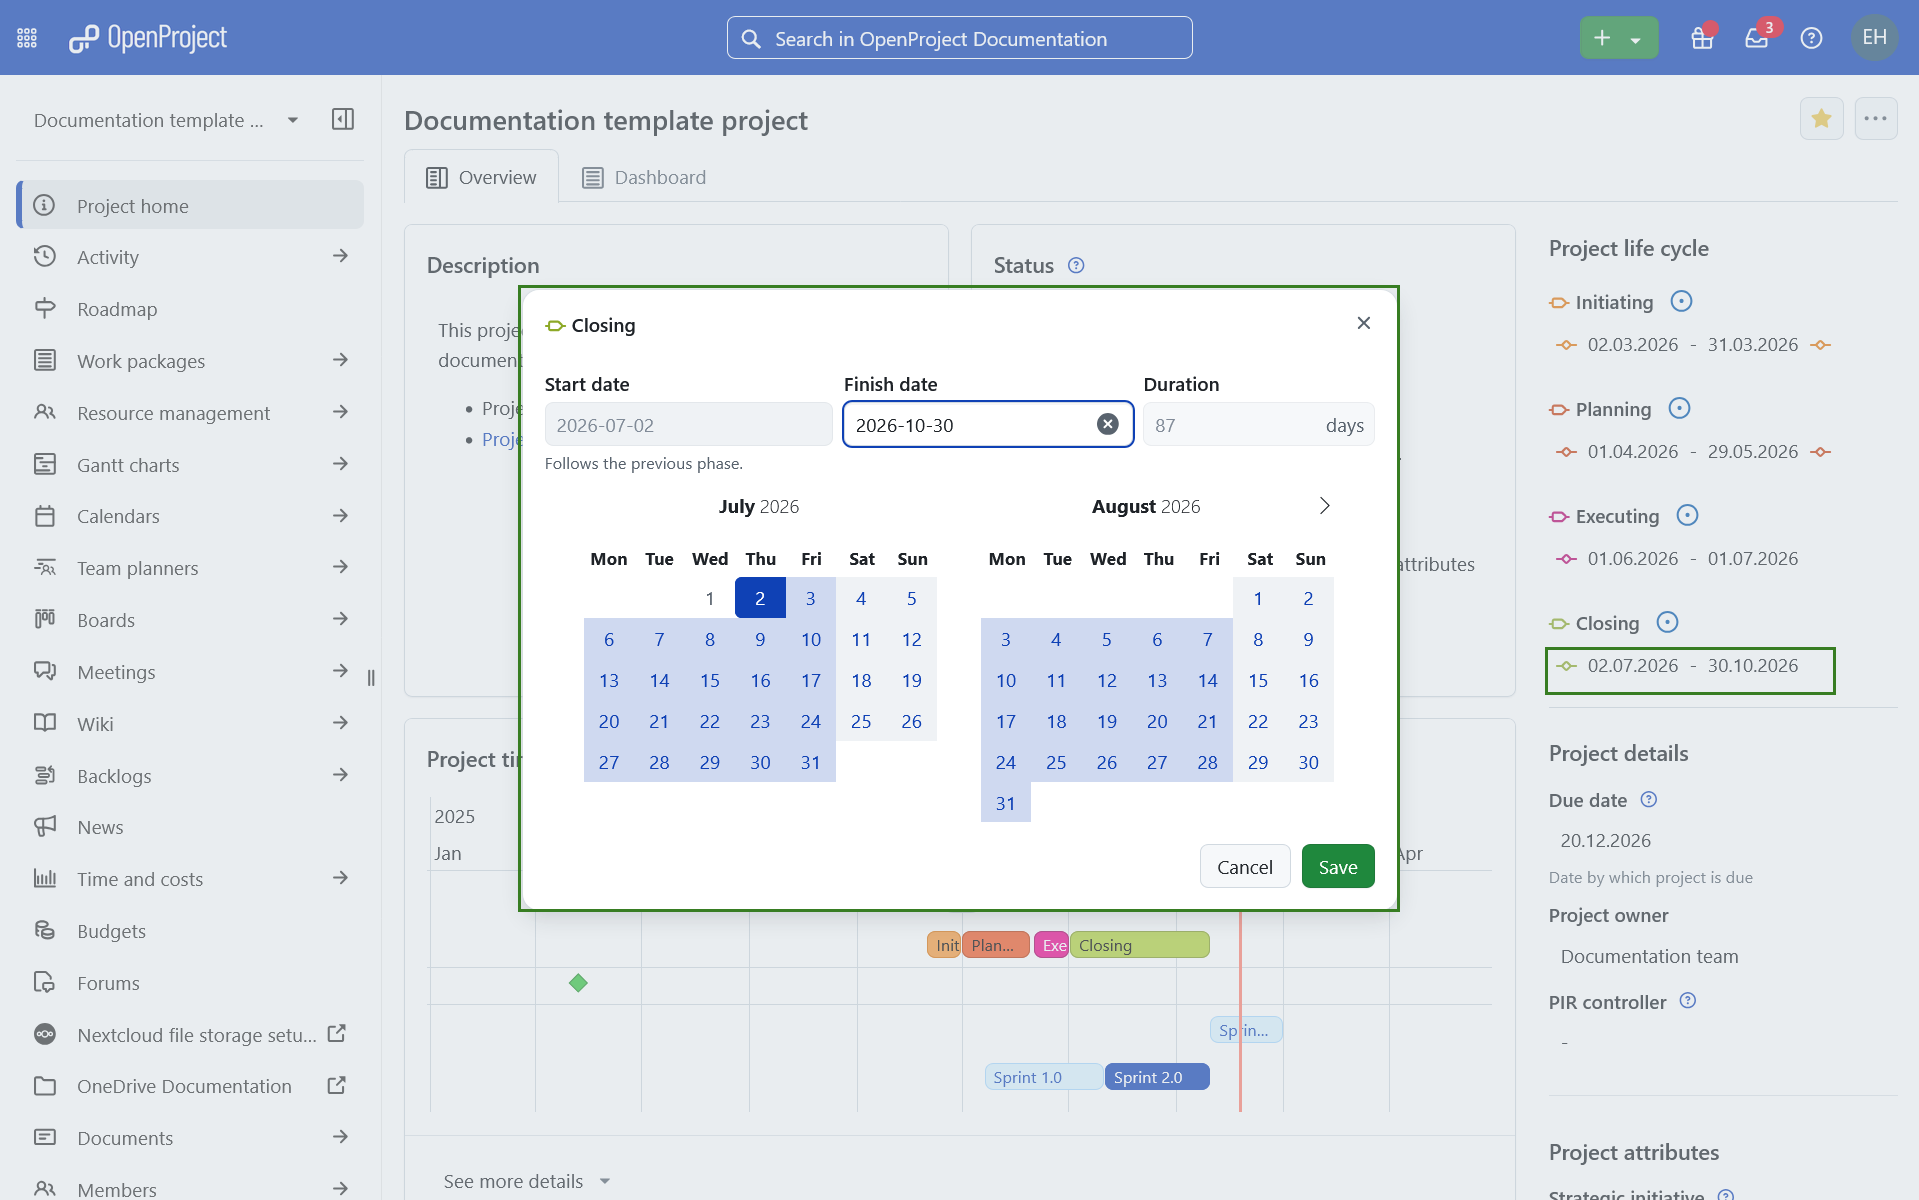 OpenProject
Search in OpenProject Documentation
3
EH
Documentation template ...
Project home
Activity
Roadmap
Work packages
Resource management
Gantt charts
Calendars
Team planners
Boards
Meetings
Wiki
Backlogs
News
Time and costs
Budgets
Forums
Nextcloud file storage setu...
OneDrive Documentation
Documents
Members
Documentation template project
Overview
Dashboard
Description
This proje
document
Proje
Proje
Status
attributes
Closing
Start date
Finish date
Duration
2026-07-02
2026-10-30
87
days
Follows the previous phase.
July 2026
Mon Tue Wed Thu Fri Sat Sun
1 2 3 4 5
6 7 8 9 10 11 12
13 14 15 16 17 18 19
20 21 22 23 24 25 26
27 28 29 30 31
August 2026
Mon Tue Wed Thu Fri Sat Sun
1 2
3 4 5 6 7 8 9
10 11 12 13 14 15 16
17 18 19 20 21 22 23
24 25 26 27 28 29 30
31
Cancel
Save
Project tin
2025
Jan
Apr
Init
Plan...
Exe
Closing
Sprin...
Sprint 1.0
Sprint 2.0
See more details
Project life cycle
Initiating
02.03.2026 - 31.03.2026
Planning
01.04.2026 - 29.05.2026
Executing
01.06.2026 - 01.07.2026
Closing
02.07.2026 - 30.10.2026
Project details
Due date
20.12.2026
Date by which project is due
Project owner
Documentation team
PIR controller
-
Project attributes
Strategic initiative